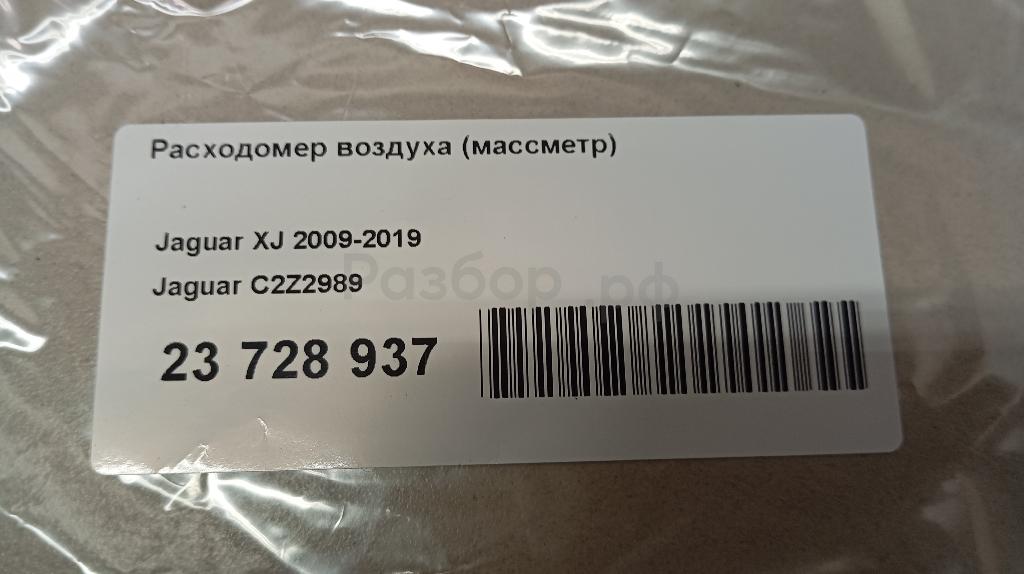 Расходомер воздуха (массметр)
Jaguar XJ 2009-2019
Разбор.рф
Jaguar C2Z2989
23 728 937